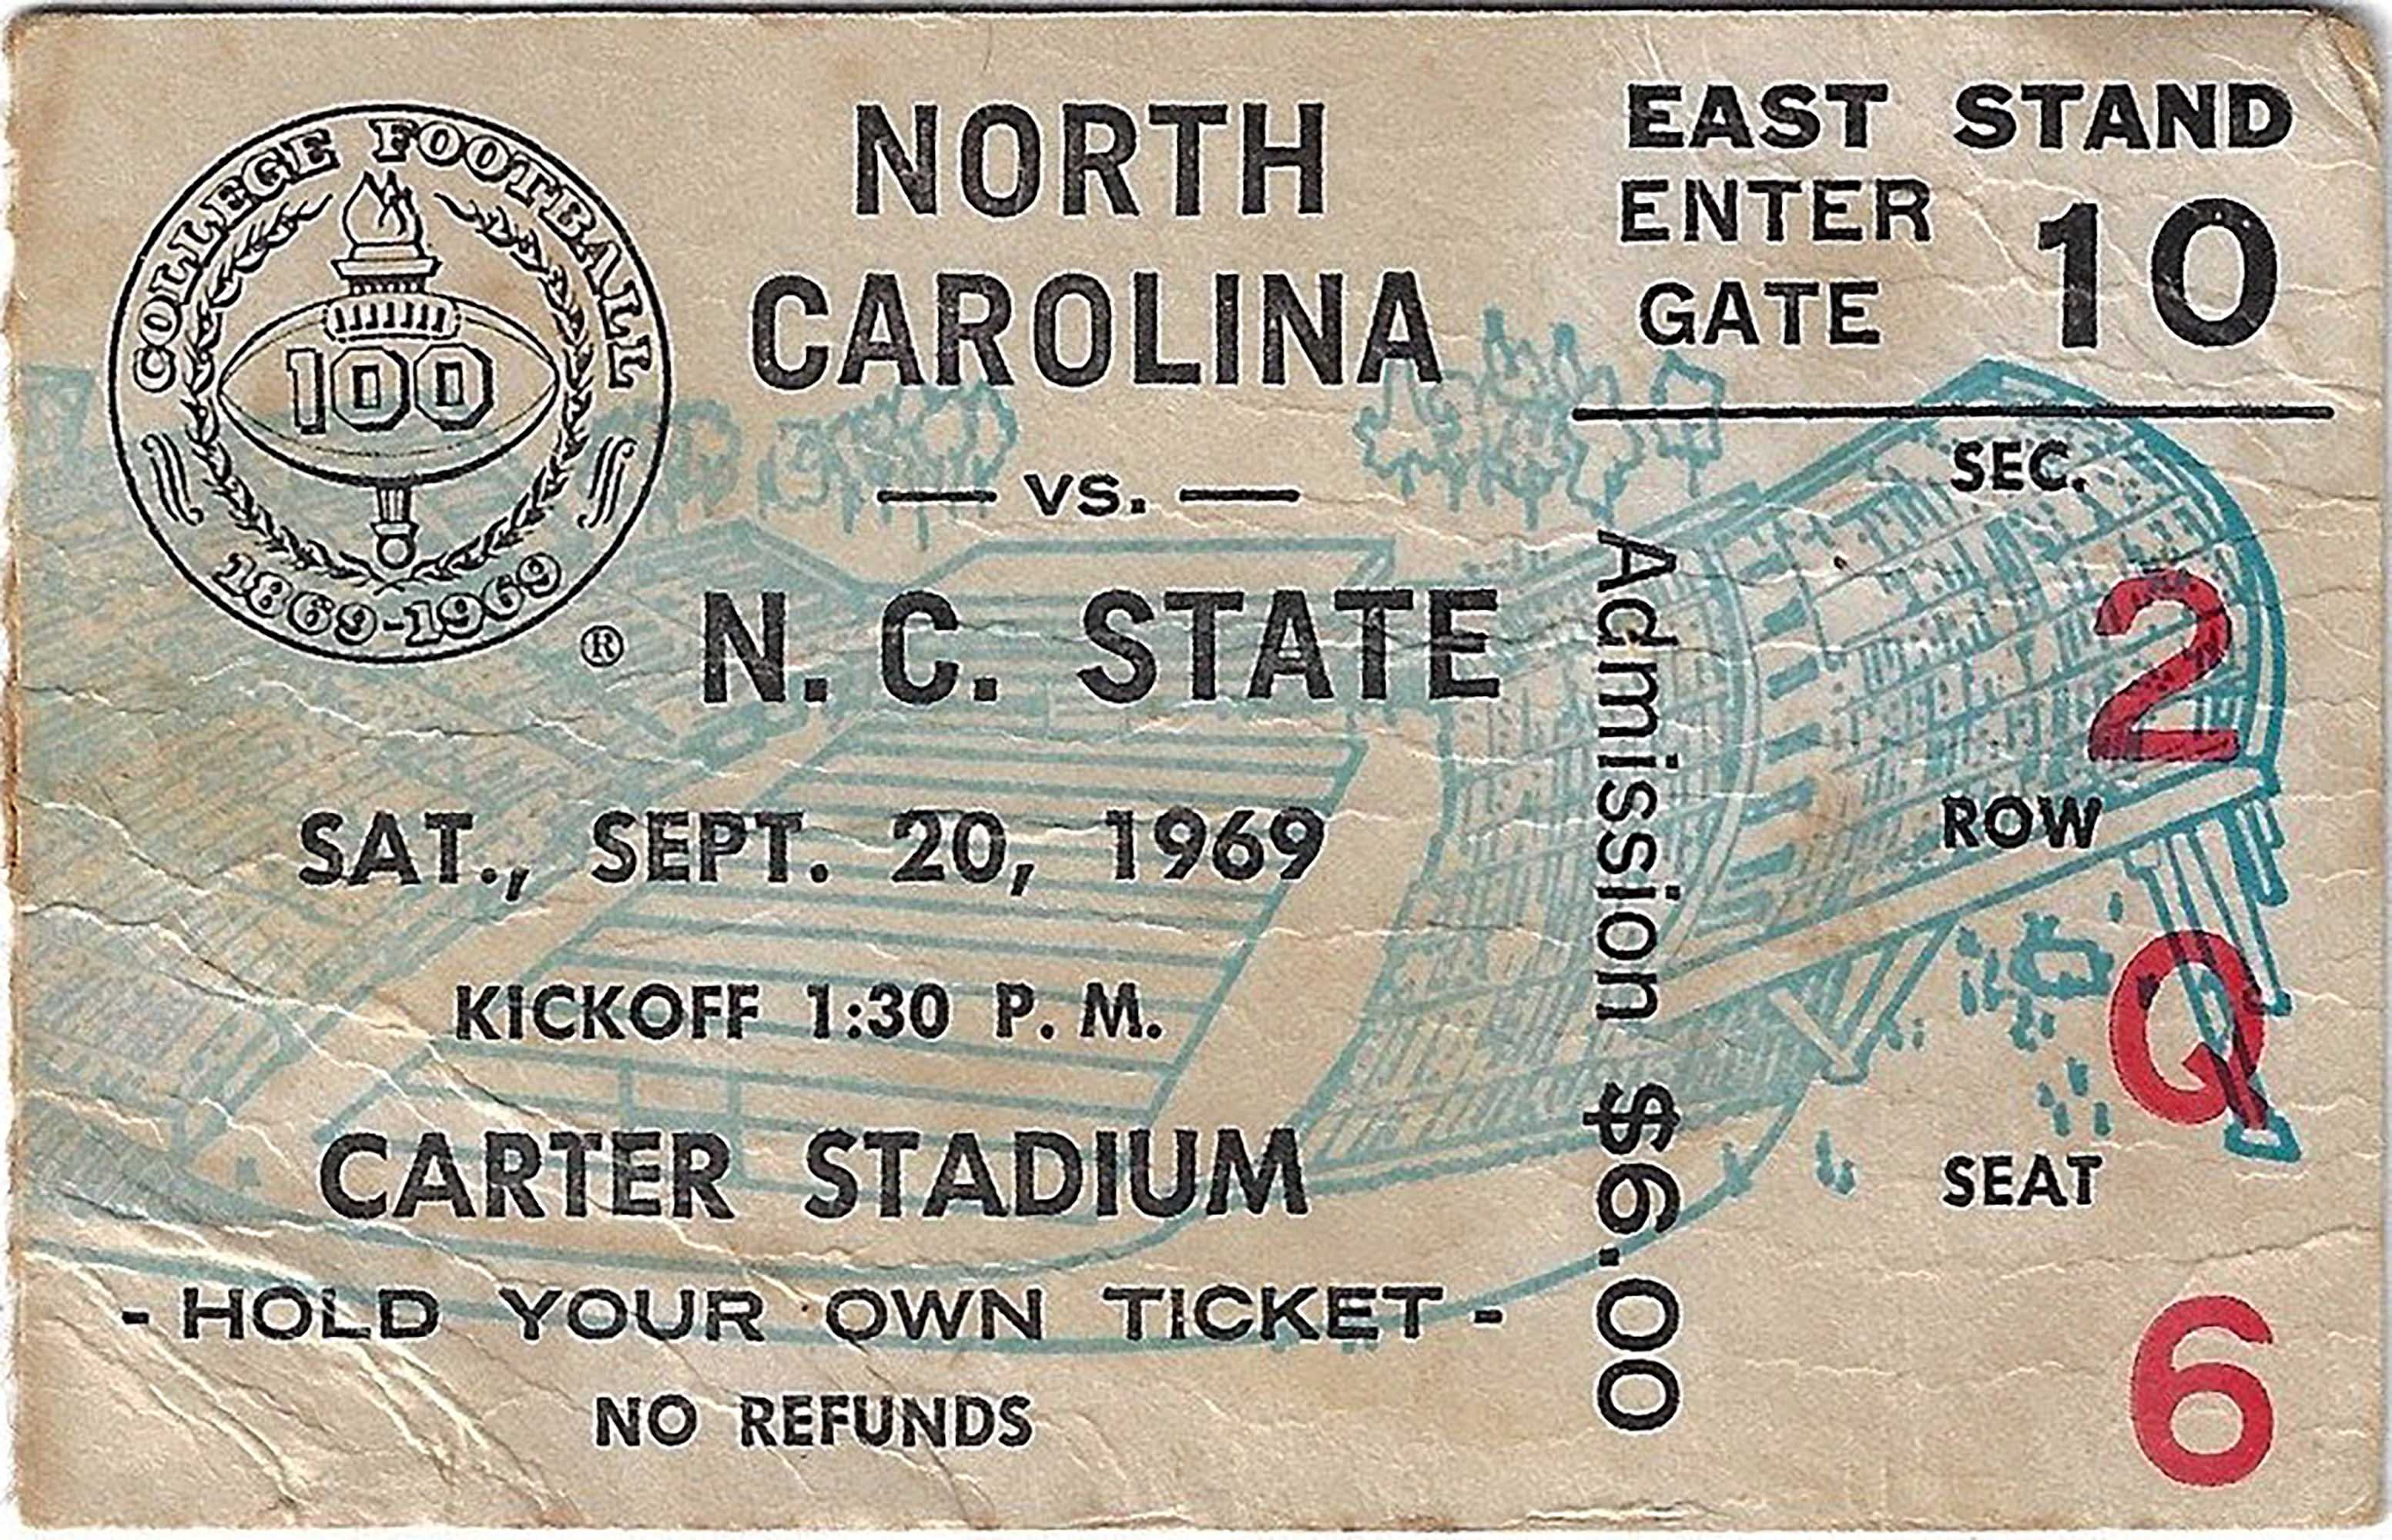 COLLEGE FOOTBALL
100
1869-1969
®
NORTH
CAROLINA
— VS. —
N. C. STATE
SAT., SEPT. 20, 1969
KICKOFF 1:30 P. M.
CARTER STADIUM
- HOLD YOUR OWN TICKET -
NO REFUNDS
Admission $6.00
EAST STAND
ENTER
GATE 10
SEC.
2
ROW
Q
SEAT
6